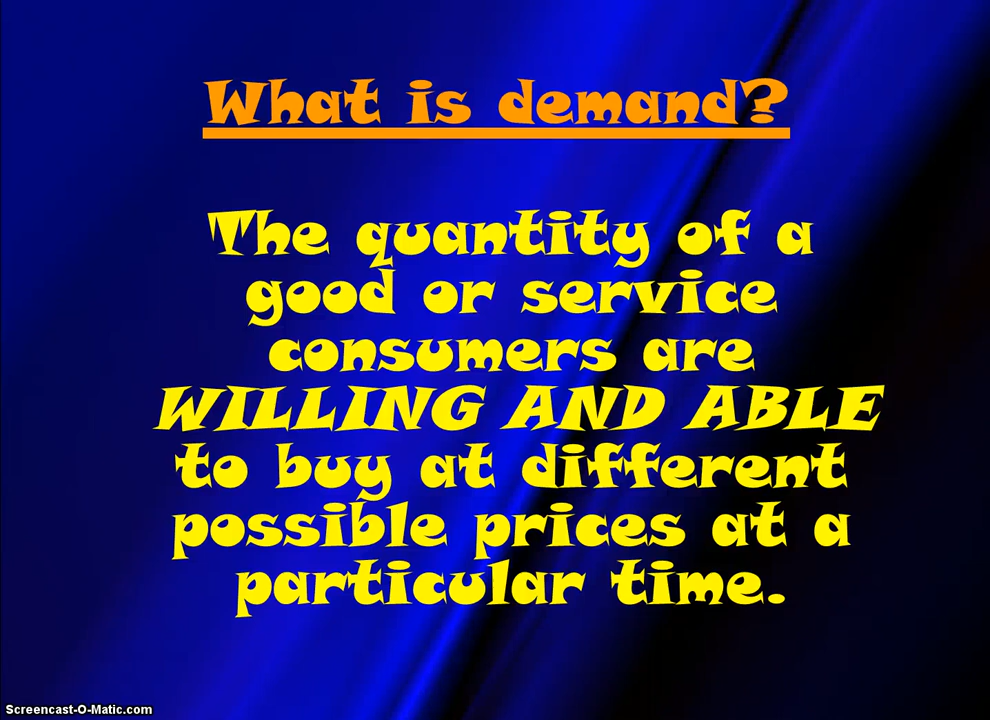 What is demand?
The quantity of a
good or service
consumers are
WILLING AND ABLE
to buy at different
possible prices at a
particular time.
Screencast-O-Matic.com